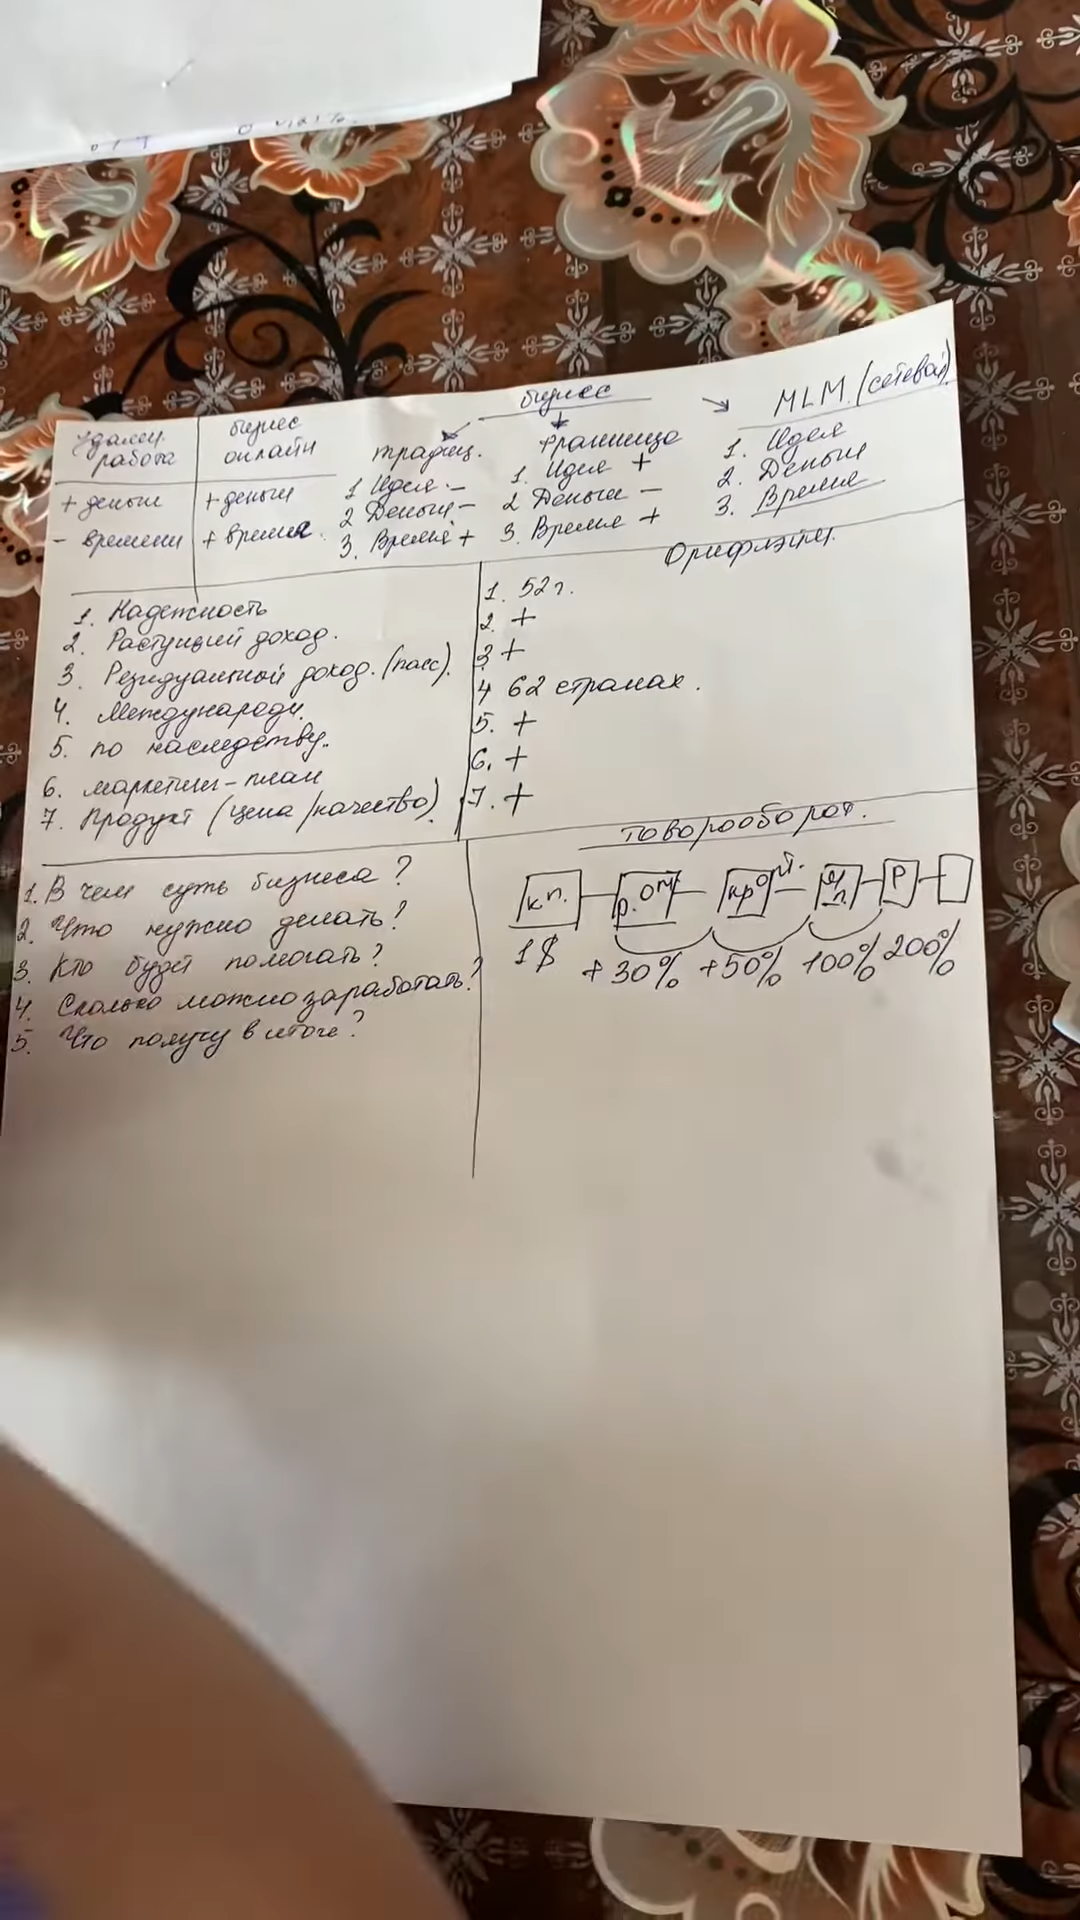 бизнес
Удален. работа
бизнес онлайн
традиц.
Франшиза
MLM (сетевой)
+ деньги
- времени
+ деньги
+ время.
1 Идея -
2 Деньги -
3. Время +
1. Идея +
2 Деньги -
3. Время +
1. Идея
2. Деньги
3. Время
Орифлэйм.
1. Надежность
2. Растущий доход.
3. Резидуальный доход. (пасс).
4. Международн.
5. по наследству.
6. маркетинг-план
7. Продукт (цена/качество)
1. 52 г.
2. +
3 +
4 62 странах.
5. +
6. +
7. +
1. В чем суть бизнеса?
2. Что нужно делать?
3. Кто будет помогать?
4. Сколько можно заработать?
5. Что получу в итоге?
Товарооборот.
к.п.
Р
1$ +30% +50% 100% 200%